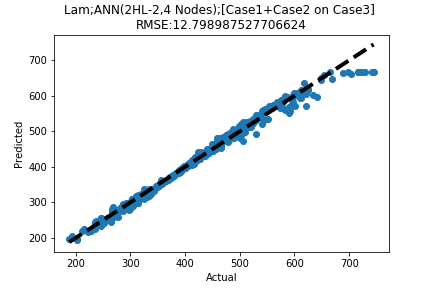 Lam;ANN(2HL-2,4 Nodes);[Case1+Case2 on Case3]
RMSE:12.798987527706624
700
600
500
400
300
200
Predicted
200 300 400 500 600 700
Actual